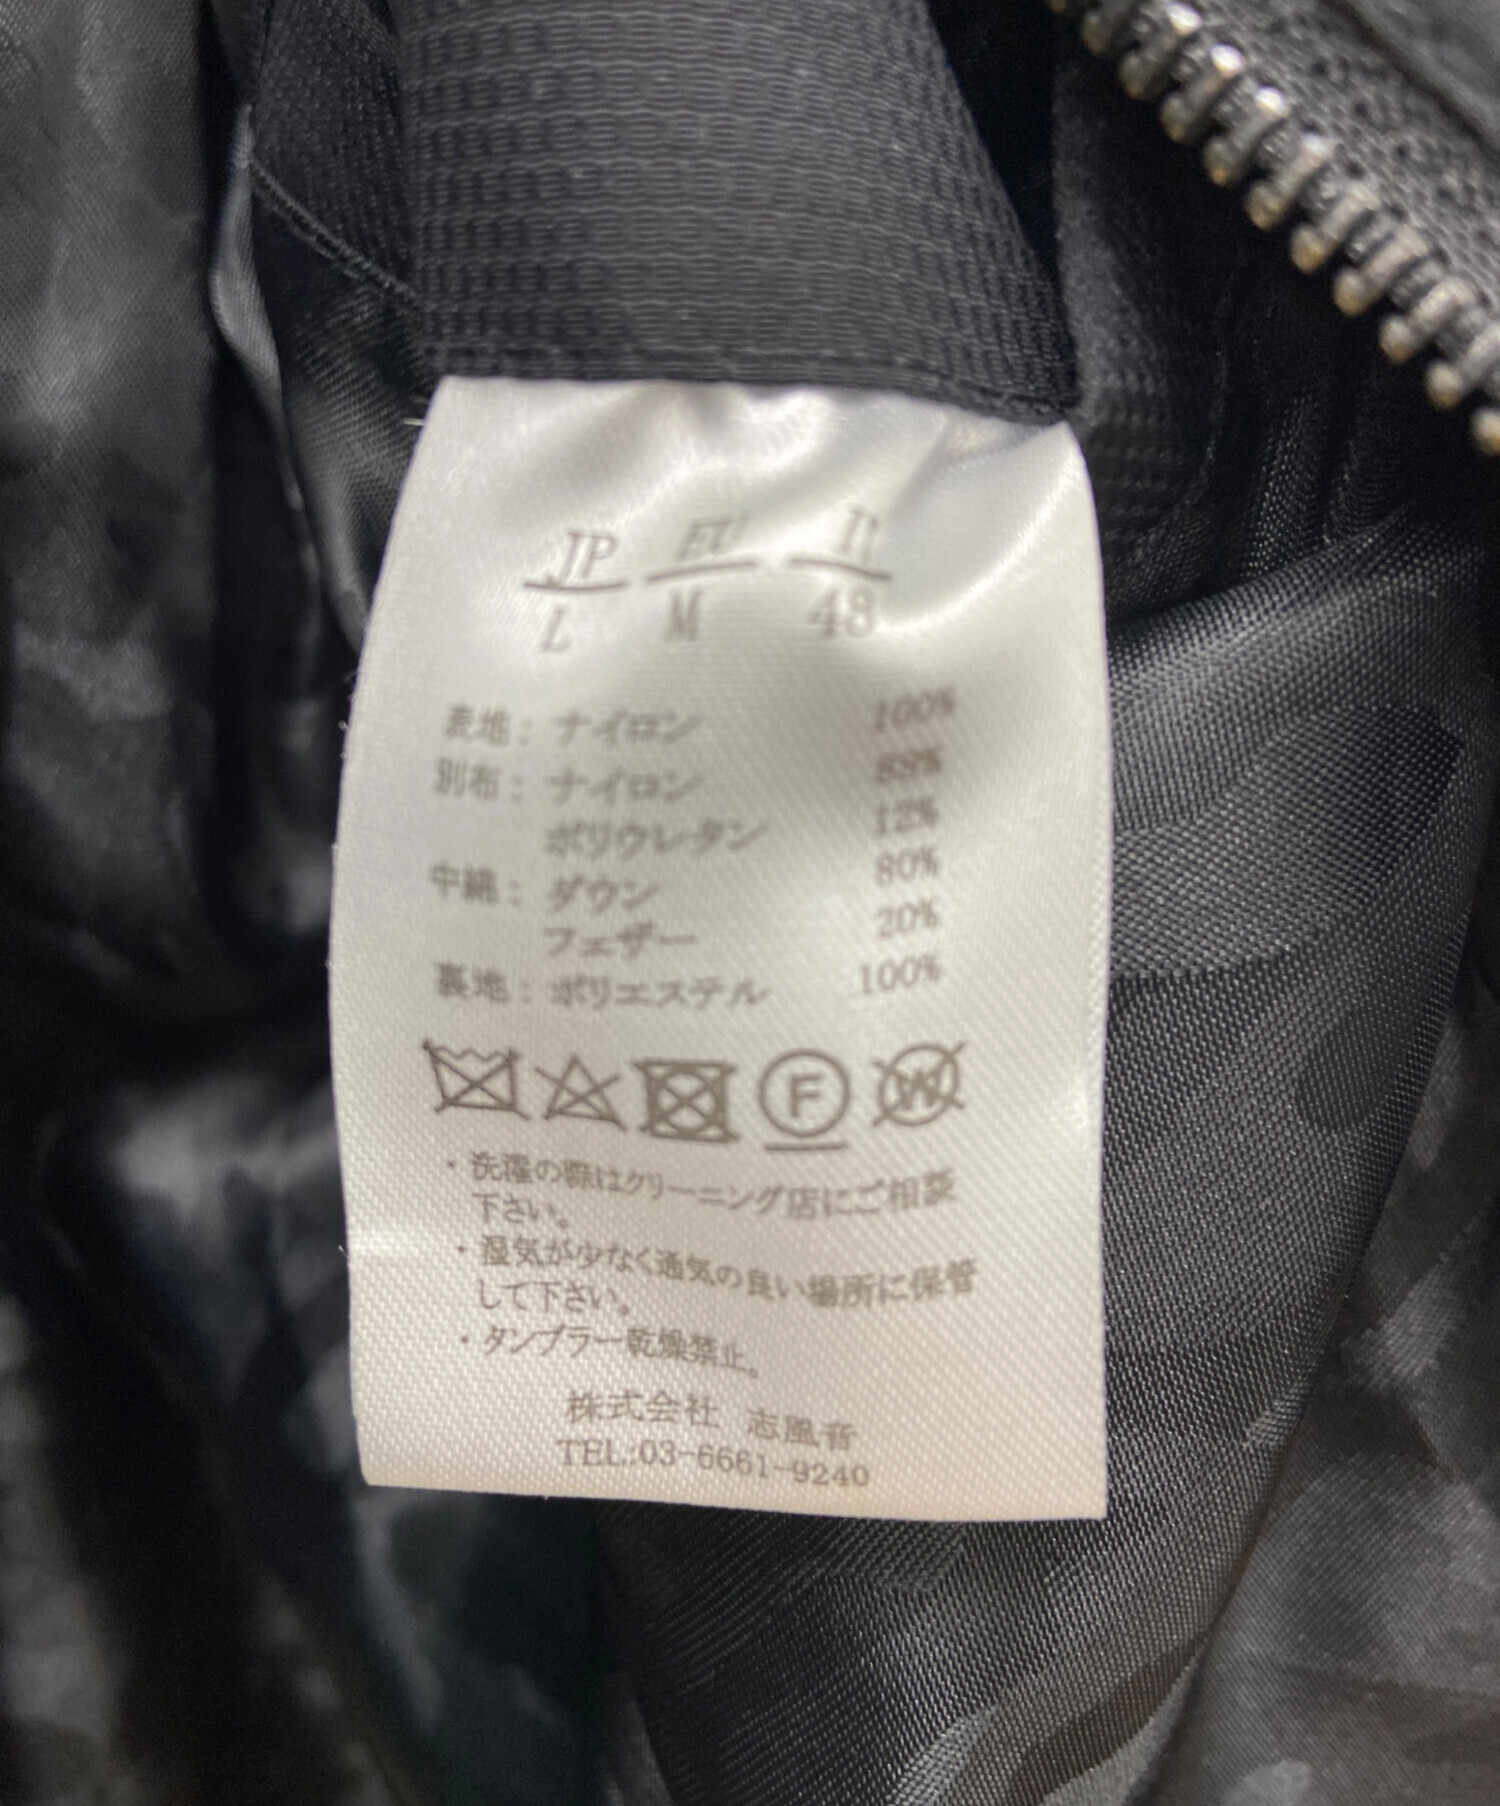 JP EU IT
L M 48
表地： ナイロン 100%
別布： ナイロン 88%
ポリウレタン 12%
中綿： ダウン 80%
フェザー 20%
裏地： ポリエステル 100%
F W
・洗濯の際はクリーニング店にご相談
下さい。
・湿気が少なく通気の良い場所に保管
して下さい。
・タンブラー乾燥禁止。
株式会社 志風音
TEL:03-6661-9240